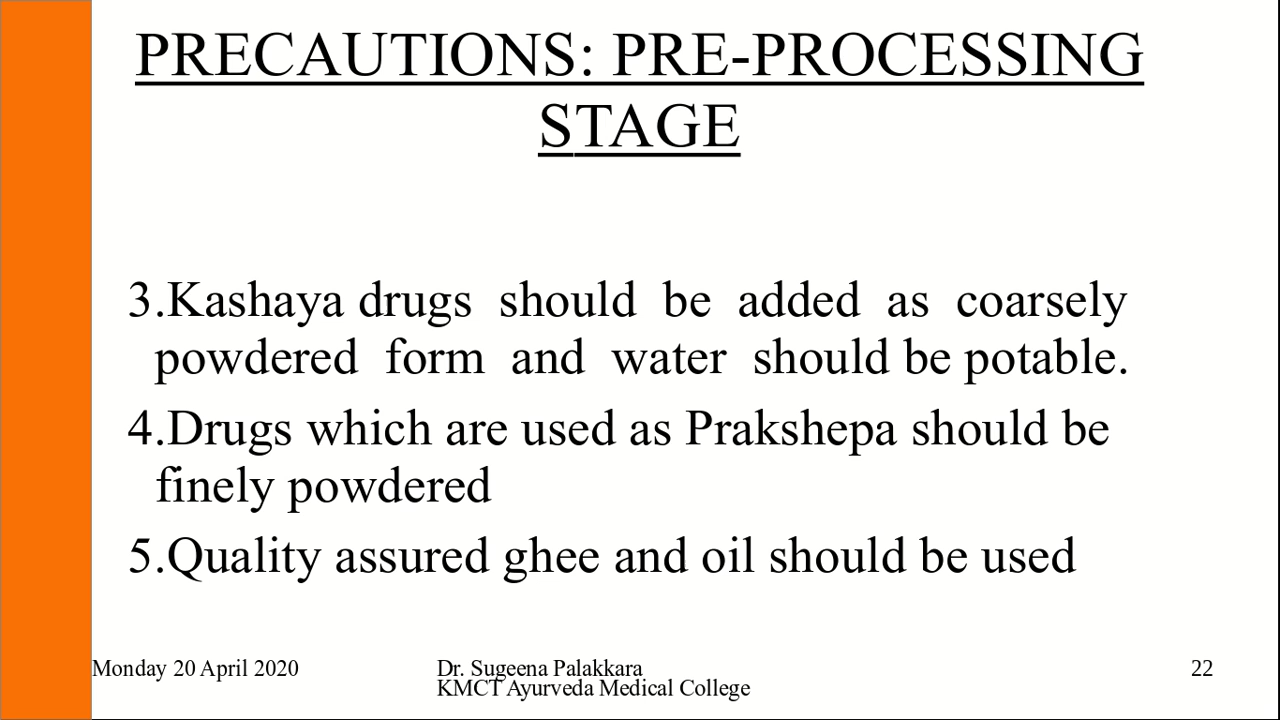 PRECAUTIONS: PRE-PROCESSING
STAGE
3.Kashaya drugs should be added as coarsely
powdered form and water should be potable.
4.Drugs which are used as Prakshepa should be
finely powdered
5.Quality assured ghee and oil should be used
Monday 20 April 2020
Dr. Sugeena Palakkara
KMCT Ayurveda Medical College
22